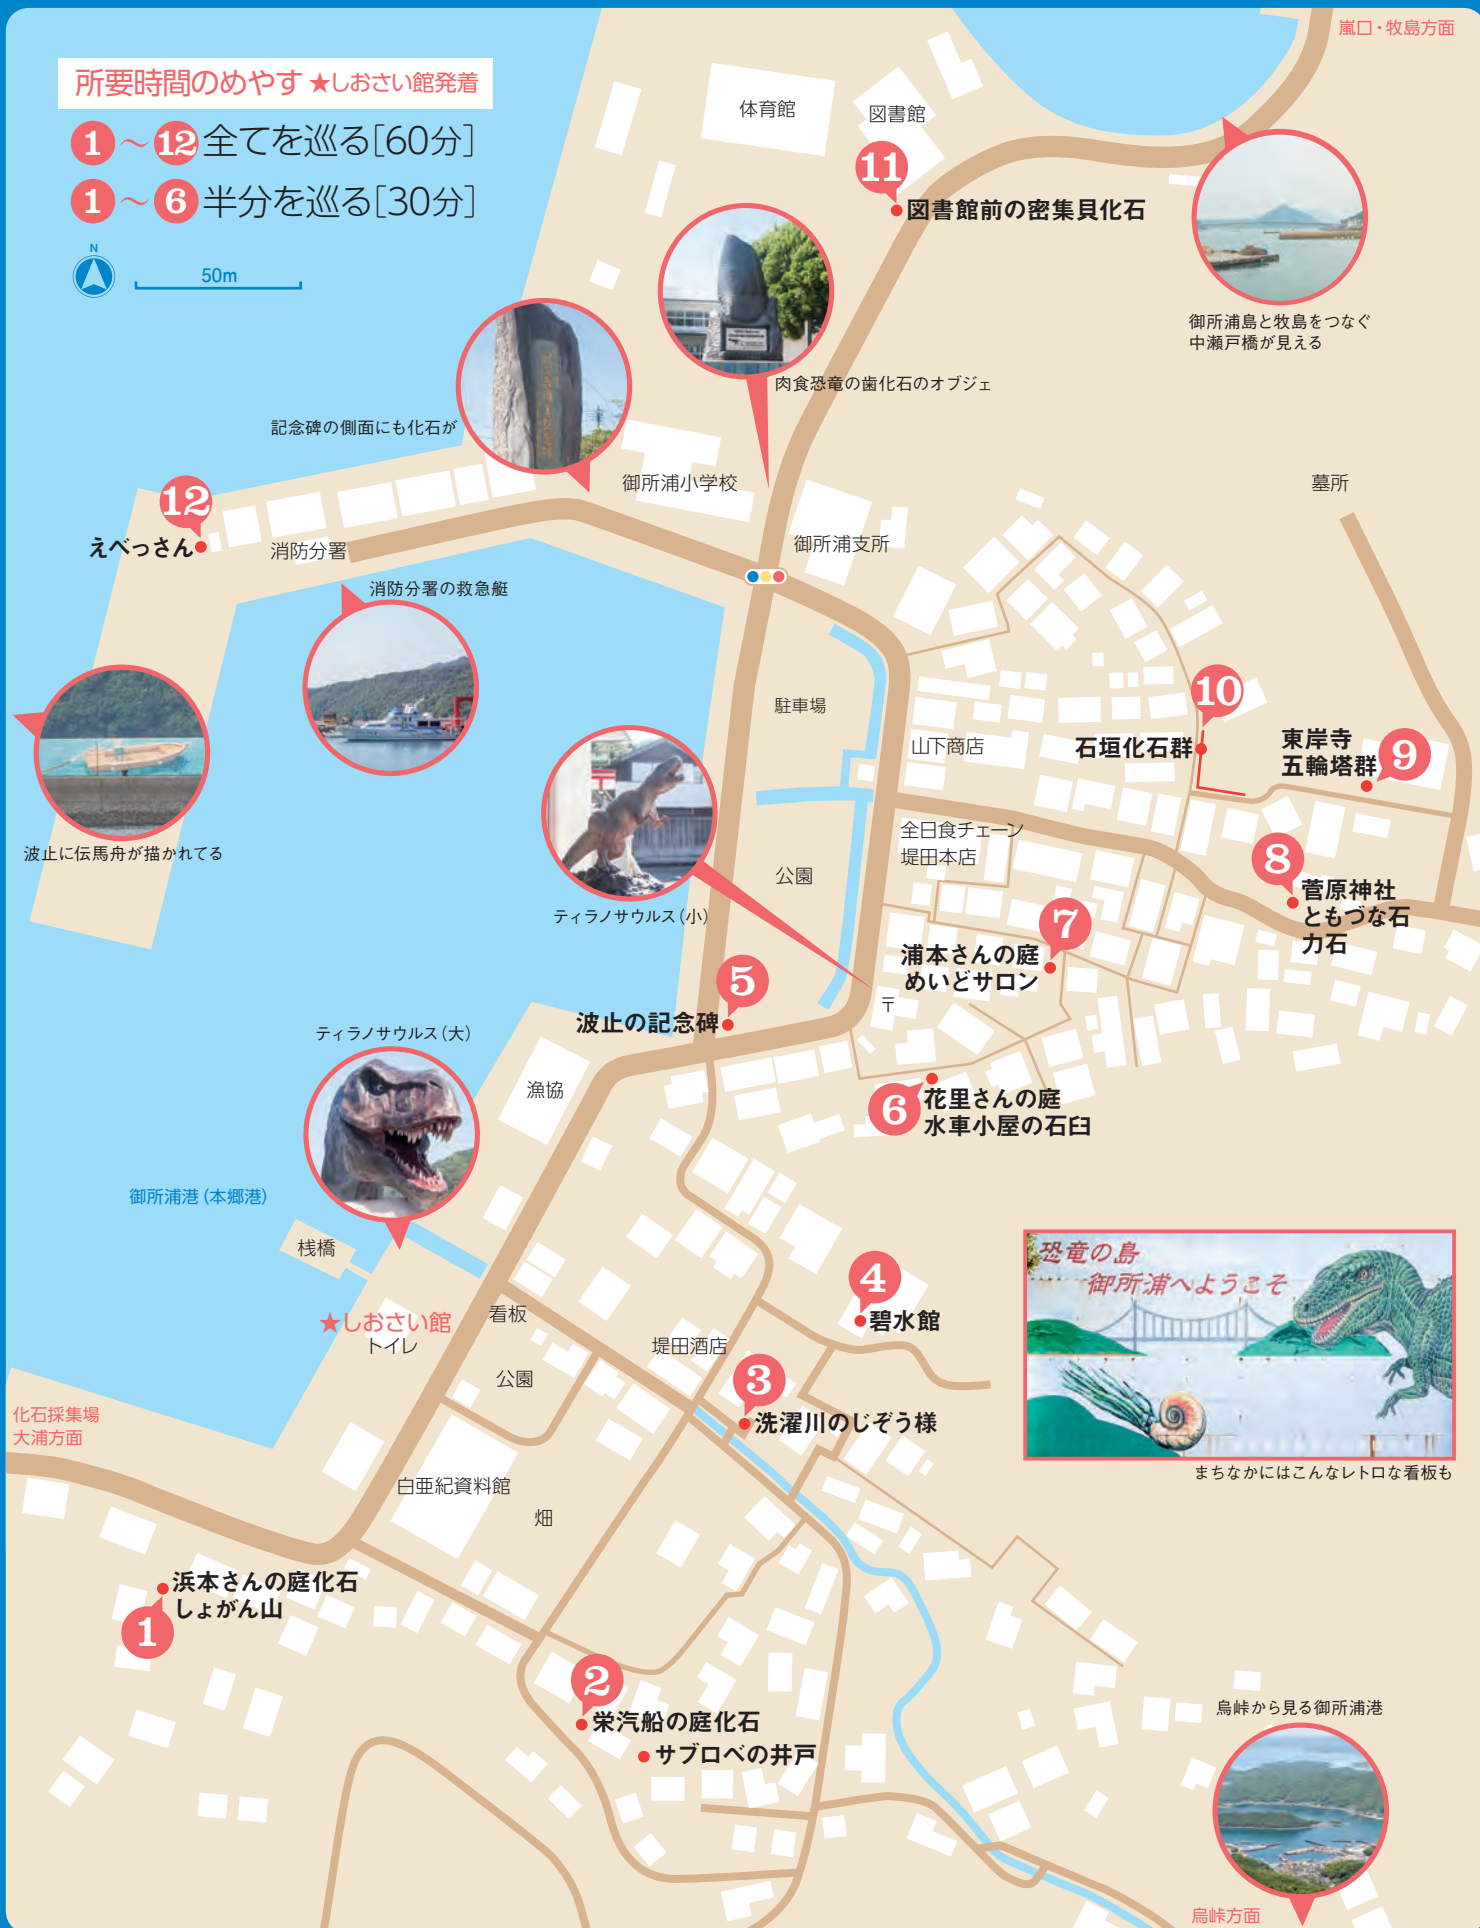 所要時間のめやす ★しおさい館発着
1～12全てを巡る[60分]
1～6半分を巡る[30分]
N
50m
嵐口・牧島方面
体育館
図書館
11
図書館前の密集貝化石
御所浦島と牧島をつなぐ
中瀬戸橋が見える
肉食恐竜の歯化石のオブジェ
記念碑の側面にも化石が
御所浦小学校
墓所
12
えべっさん
消防分署
御所浦支所
消防分署の救急艇
10
石垣化石群
東岸寺
五輪塔群
9
駐車場
山下商店
波止に伝馬舟が描かれてる
全日食チェーン
堤田本店
公園
8
菅原神社
ともづな石
力石
ティラノサウルス(小)
7
浦本さんの庭
めいどサロン
〒
5
波止の記念碑
ティラノサウルス(大)
漁協
6
花里さんの庭
水車小屋の石臼
御所浦港(本郷港)
桟橋
★しおさい館
トイレ
看板
公園
4
碧水館
堤田酒店
3
洗濯川のじぞう様
恐竜の島
御所浦へようこそ
まちなかにはこんなレトロな看板も
化石採集場
大浦方面
白亜紀資料館
畑
浜本さんの庭化石
しょがん山
1
2
栄汽船の庭化石
サブロベの井戸
烏峠から見る御所浦港
烏峠方面